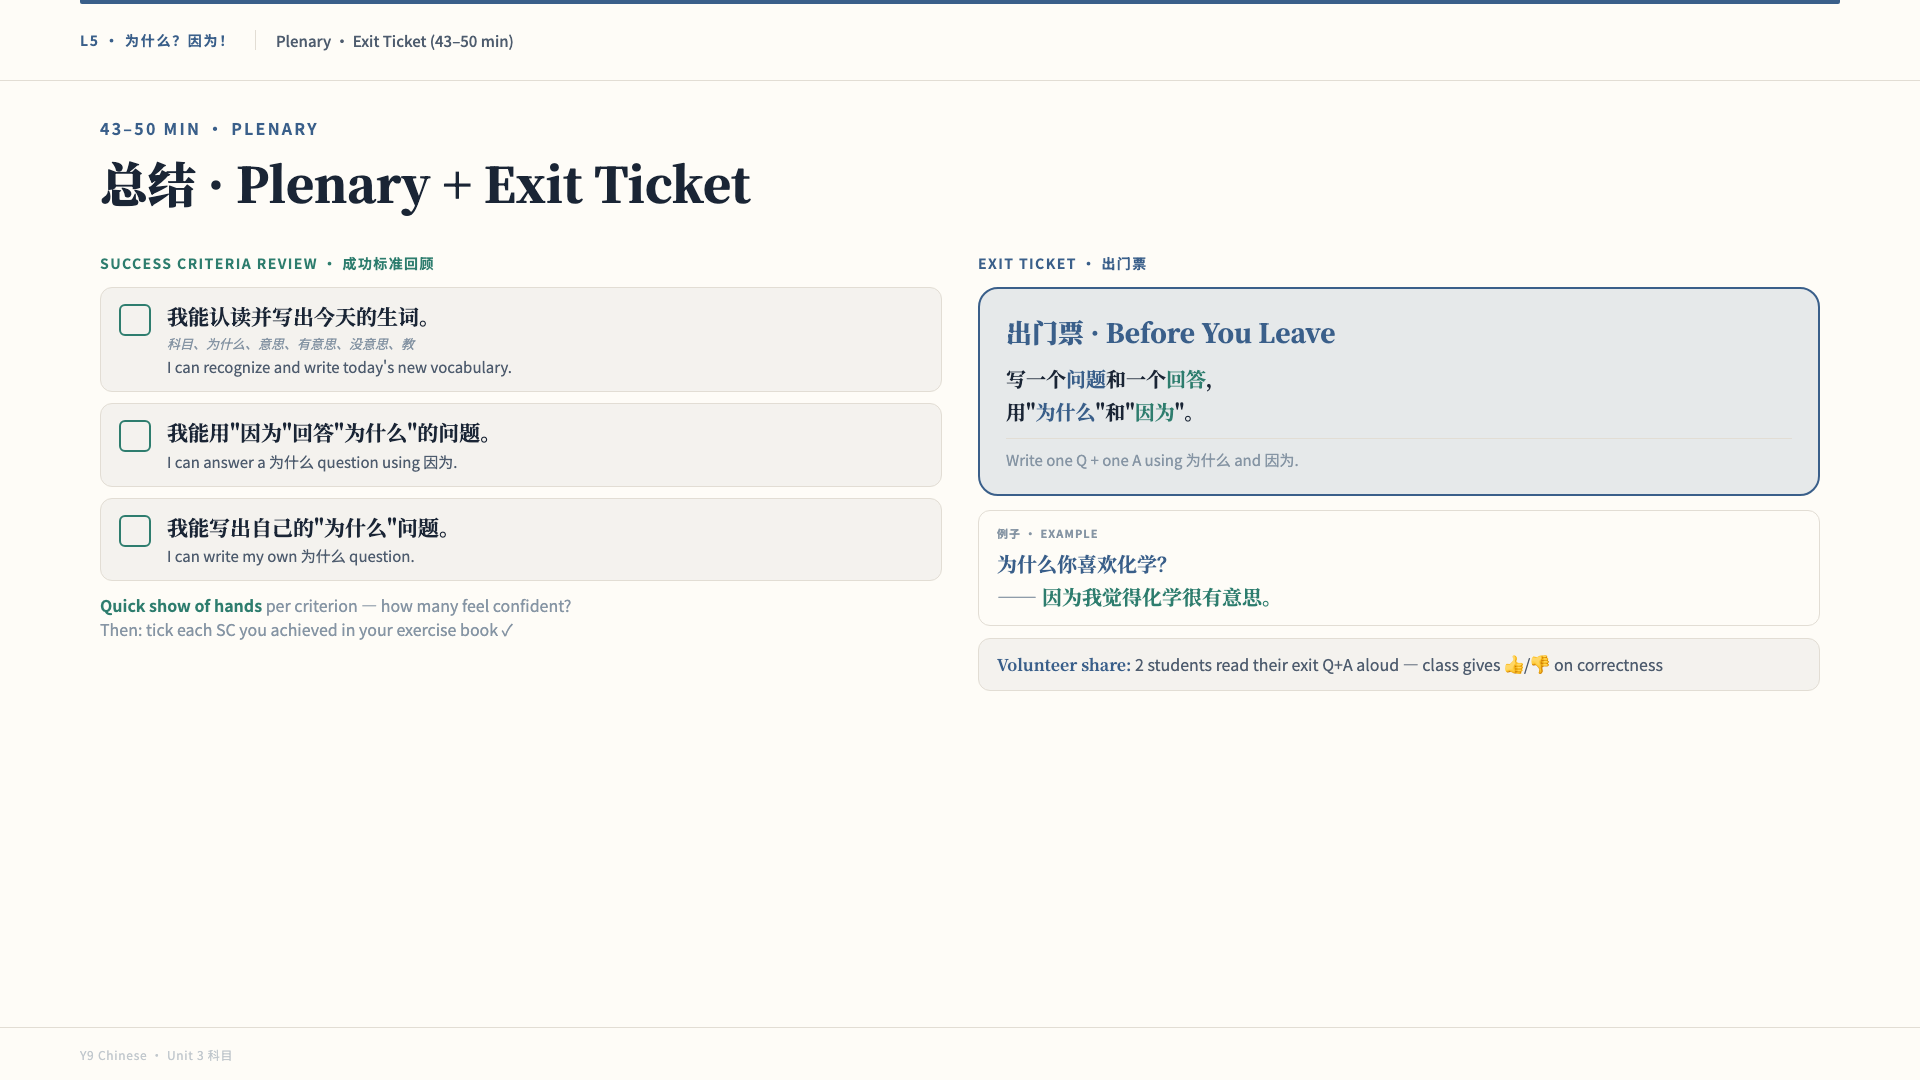 L5 • 为什么？因为！
Plenary • Exit Ticket (43–50 min)
43–50 MIN • PLENARY
总结 · Plenary + Exit Ticket
SUCCESS CRITERIA REVIEW • 成功标准回顾
我能认读并写出今天的生词。
科目、为什么、意思、有意思、没意思、教
I can recognize and write today's new vocabulary.
我能用"因为"回答"为什么"的问题。
I can answer a 为什么 question using 因为.
我能写出自己的"为什么"问题。
I can write my own 为什么 question.
Quick show of hands per criterion — how many feel confident?
Then: tick each SC you achieved in your exercise book ✓
EXIT TICKET • 出门票
出门票 · Before You Leave
写一个问题和一个回答，
用"为什么"和"因为"。
Write one Q + one A using 为什么 and 因为.
例子 • EXAMPLE
为什么你喜欢化学？
—— 因为我觉得化学很有意思。
Volunteer share: 2 students read their exit Q+A aloud — class gives 👍/👎 on correctness
Y9 Chinese • Unit 3 科目